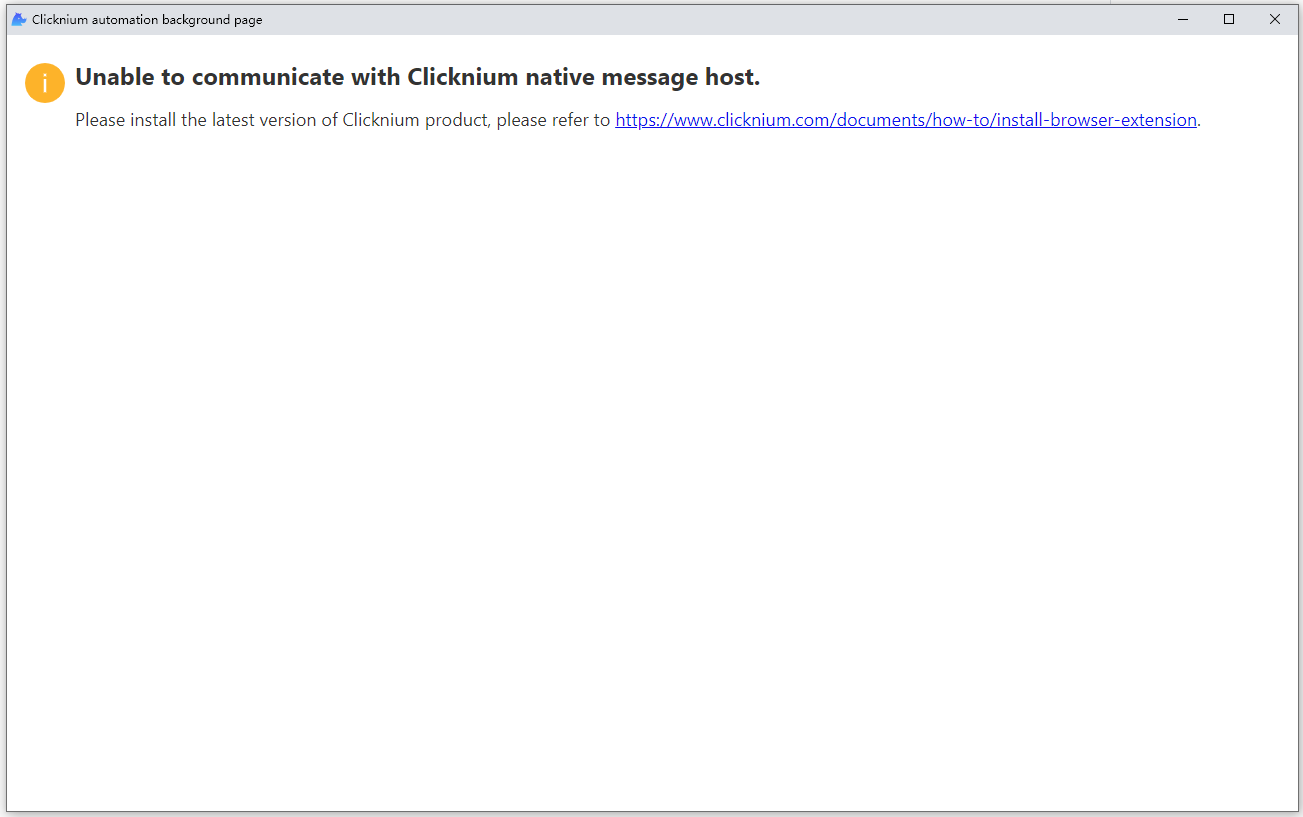 Clicknium automation background page
Unable to communicate with Clicknium native message host.
Please install the latest version of Clicknium product, please refer to https://www.clicknium.com/documents/how-to/install-browser-extension.